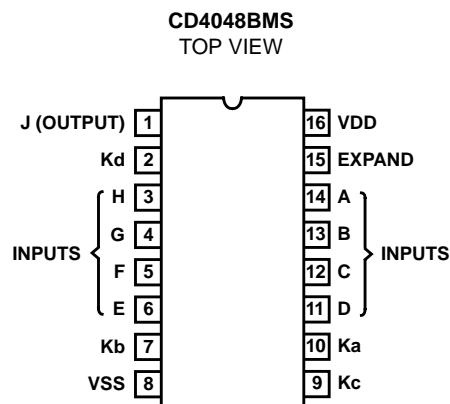 CD4048BMS
TOP VIEW
J (OUTPUT) 1 16 VDD
Kd 2 15 EXPAND
H 3 14 A
G 4 13 B
INPUTS INPUTS
F 5 12 C
E 6 11 D
Kb 7 10 Ka
VSS 8 9 Kc